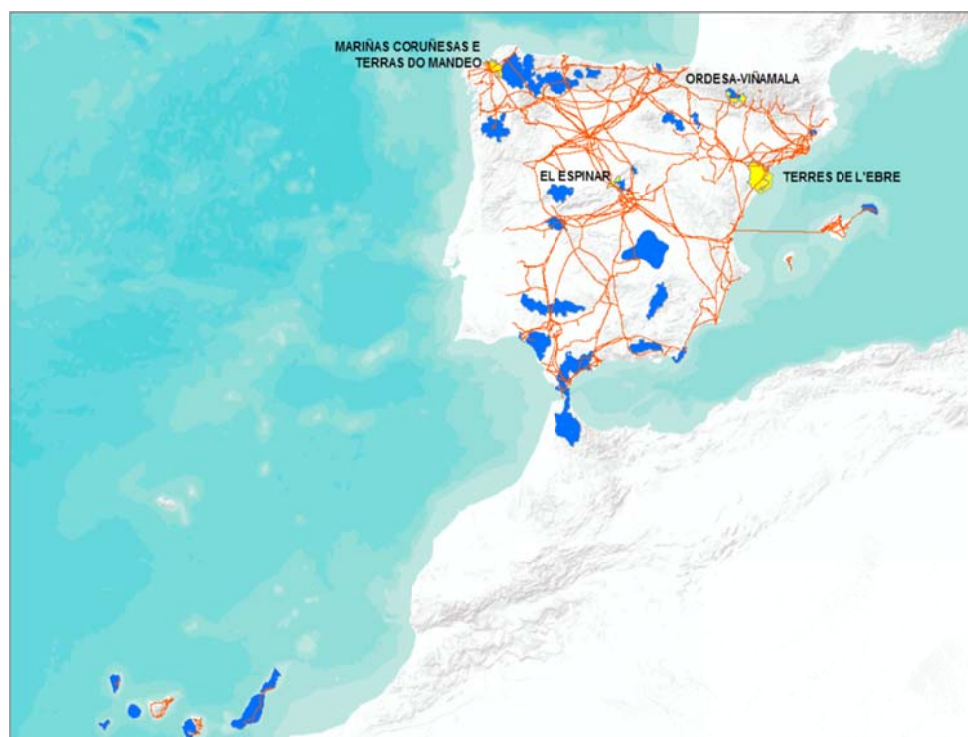 MARIÑAS CORUÑESAS E
TERRAS DO MANDEO
ORDESA-VIÑAMALA
EL ESPINAR
TERRES DE L'EBRE